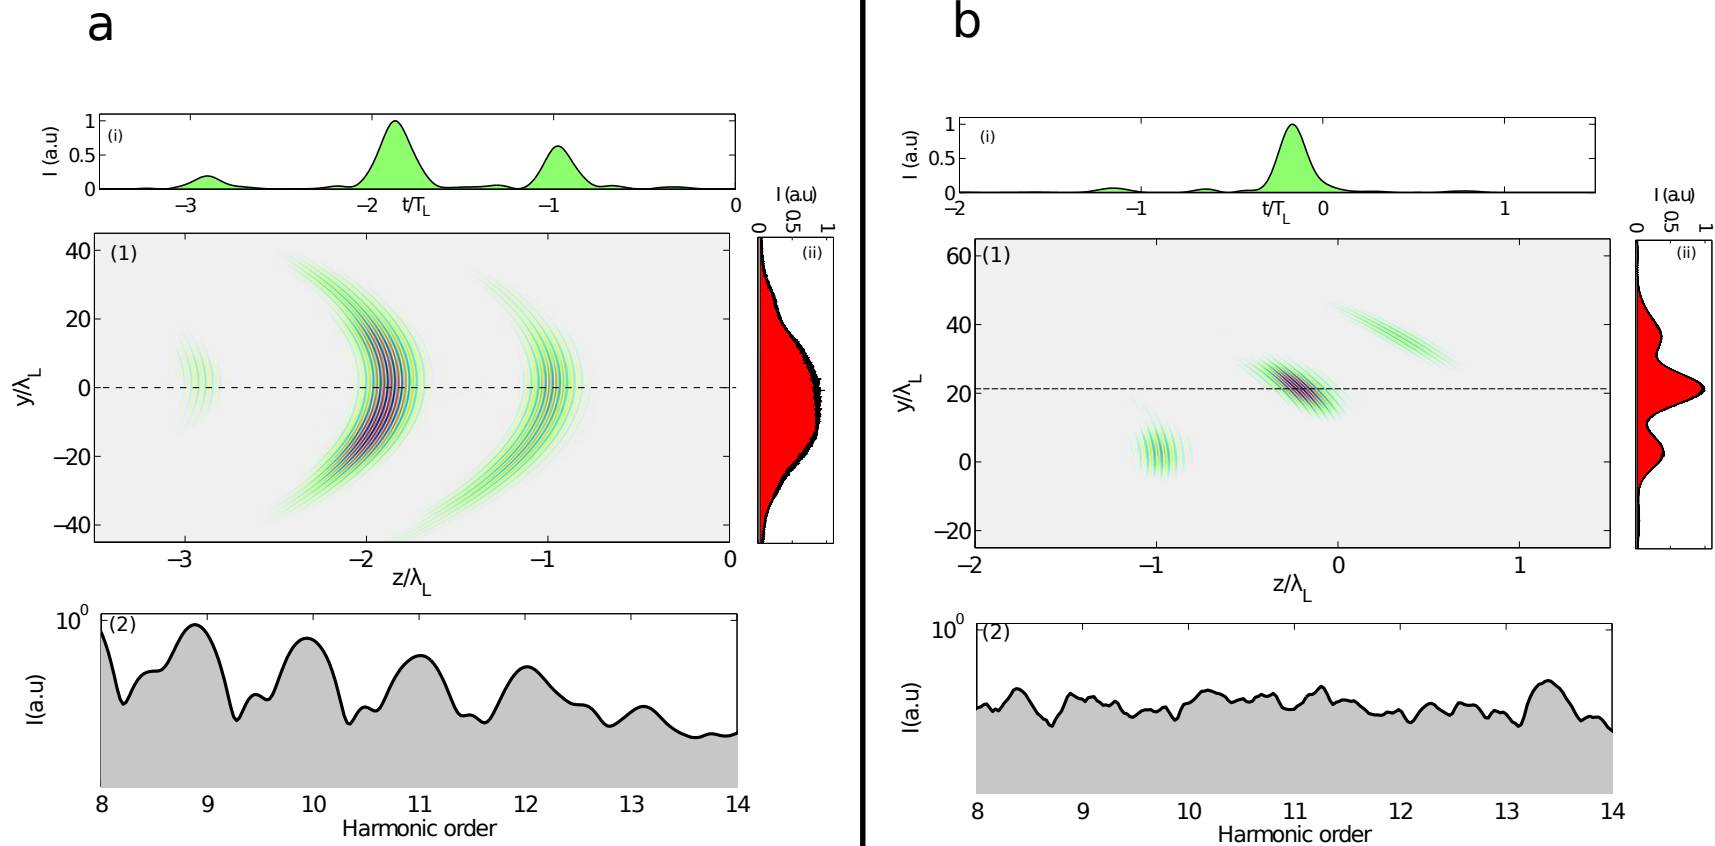 a
I (a.u)
1
0.5
0
(i)
−3
−2
t/T_L
−1
0
I (a.u)
0
0.5
1
(ii)
y/λ_L
40
20
0
−20
−40
(1)
−3
−2
−1
0
z/λ_L
I(a.u)
10^0
(2)
8
9
10
11
12
13
14
Harmonic order
b
I (a.u)
1
0.5
0
(i)
−2
−1
t/T_L
0
1
I (a.u)
0
0.5
1
(ii)
y/λ_L
60
40
20
0
−20
(1)
−2
−1
0
1
z/λ_L
I(a.u)
10^0
(2)
8
9
10
11
12
13
14
Harmonic order